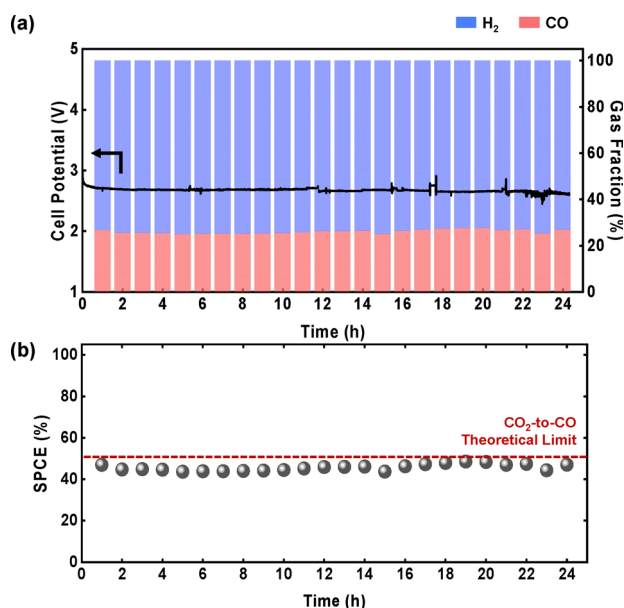 (a)
H2 CO
5
4
3
2
1
Cell Potential (V)
100
80
60
40
20
0
Gas Fraction (%)
0 2 4 6 8 10 12 14 16 18 20 22 24
Time (h)
(b)
100
80
60
40
20
0
SPCE (%)
CO2-to-CO
Theoretical Limit
0 2 4 6 8 10 12 14 16 18 20 22 24
Time (h)